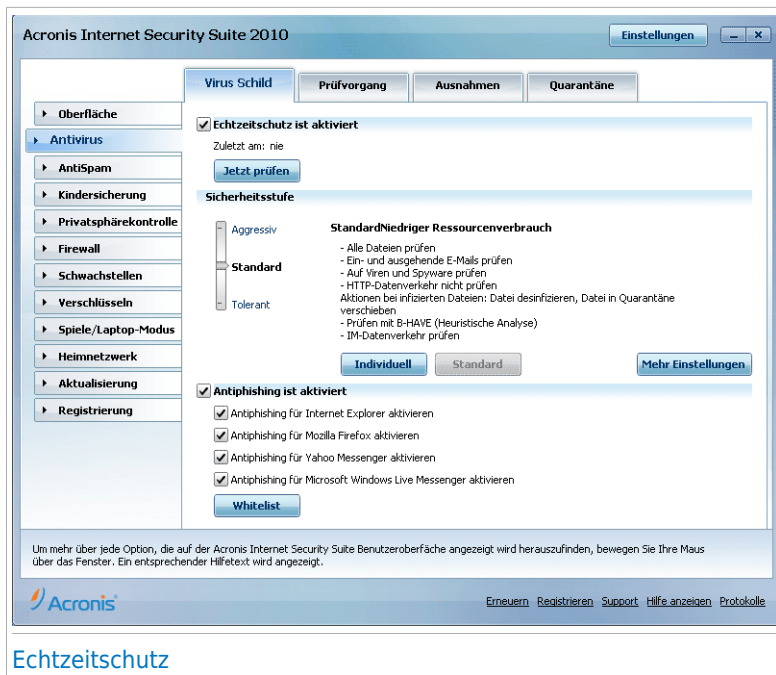 Acronis Internet Security Suite 2010
Einstellungen
Virus Schild
Prüfvorgang
Ausnahmen
Quarantäne
Oberfläche
Antivirus
AntiSpam
Kindersicherung
Privatsphärekontrolle
Firewall
Schwachstellen
Verschlüsseln
Spiele/Laptop-Modus
Heimnetzwerk
Aktualisierung
Registrierung
Echtzeitschutz ist aktiviert
Zuletzt am: nie
Jetzt prüfen
Sicherheitsstufe
Aggressiv
Standard
Tolerant
StandardNiedriger Ressourcenverbrauch
- Alle Dateien prüfen
- Ein- und ausgehende E-Mails prüfen
- Auf Viren und Spyware prüfen
- HTTP-Datenverkehr nicht prüfen
Aktionen bei infizierten Dateien: Datei desinfizieren, Datei in Quarantäne
verschieben
- Prüfen mit B-HAVE (Heuristische Analyse)
- IM-Datenverkehr prüfen
Individuell
Standard
Mehr Einstellungen
Antiphishing ist aktiviert
Antiphishing für Internet Explorer aktivieren
Antiphishing für Mozilla Firefox aktivieren
Antiphishing für Yahoo Messenger aktivieren
Antiphishing für Microsoft Windows Live Messenger aktivieren
Whitelist
Um mehr über jede Option, die auf der Acronis Internet Security Suite Benutzeroberfäche angezeigt wird herauszufinden, bewegen Sie Ihre Maus
über das Fenster. Ein entsprechender Hilfetext wird angezeigt.
Acronis
Erneuern Registrieren Support Hilfe anzeigen Protokolle
Echtzeitschutz